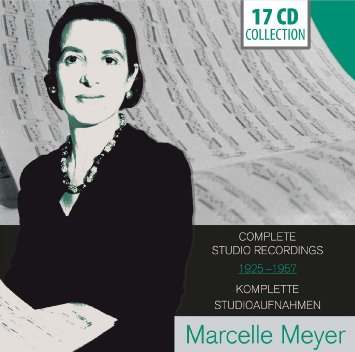 17 CD
COLLECTION
COMPLETE
STUDIO RECORDINGS
1925–1957
KOMPLETTE
STUDIOAUFNAHMEN
Marcelle Meyer